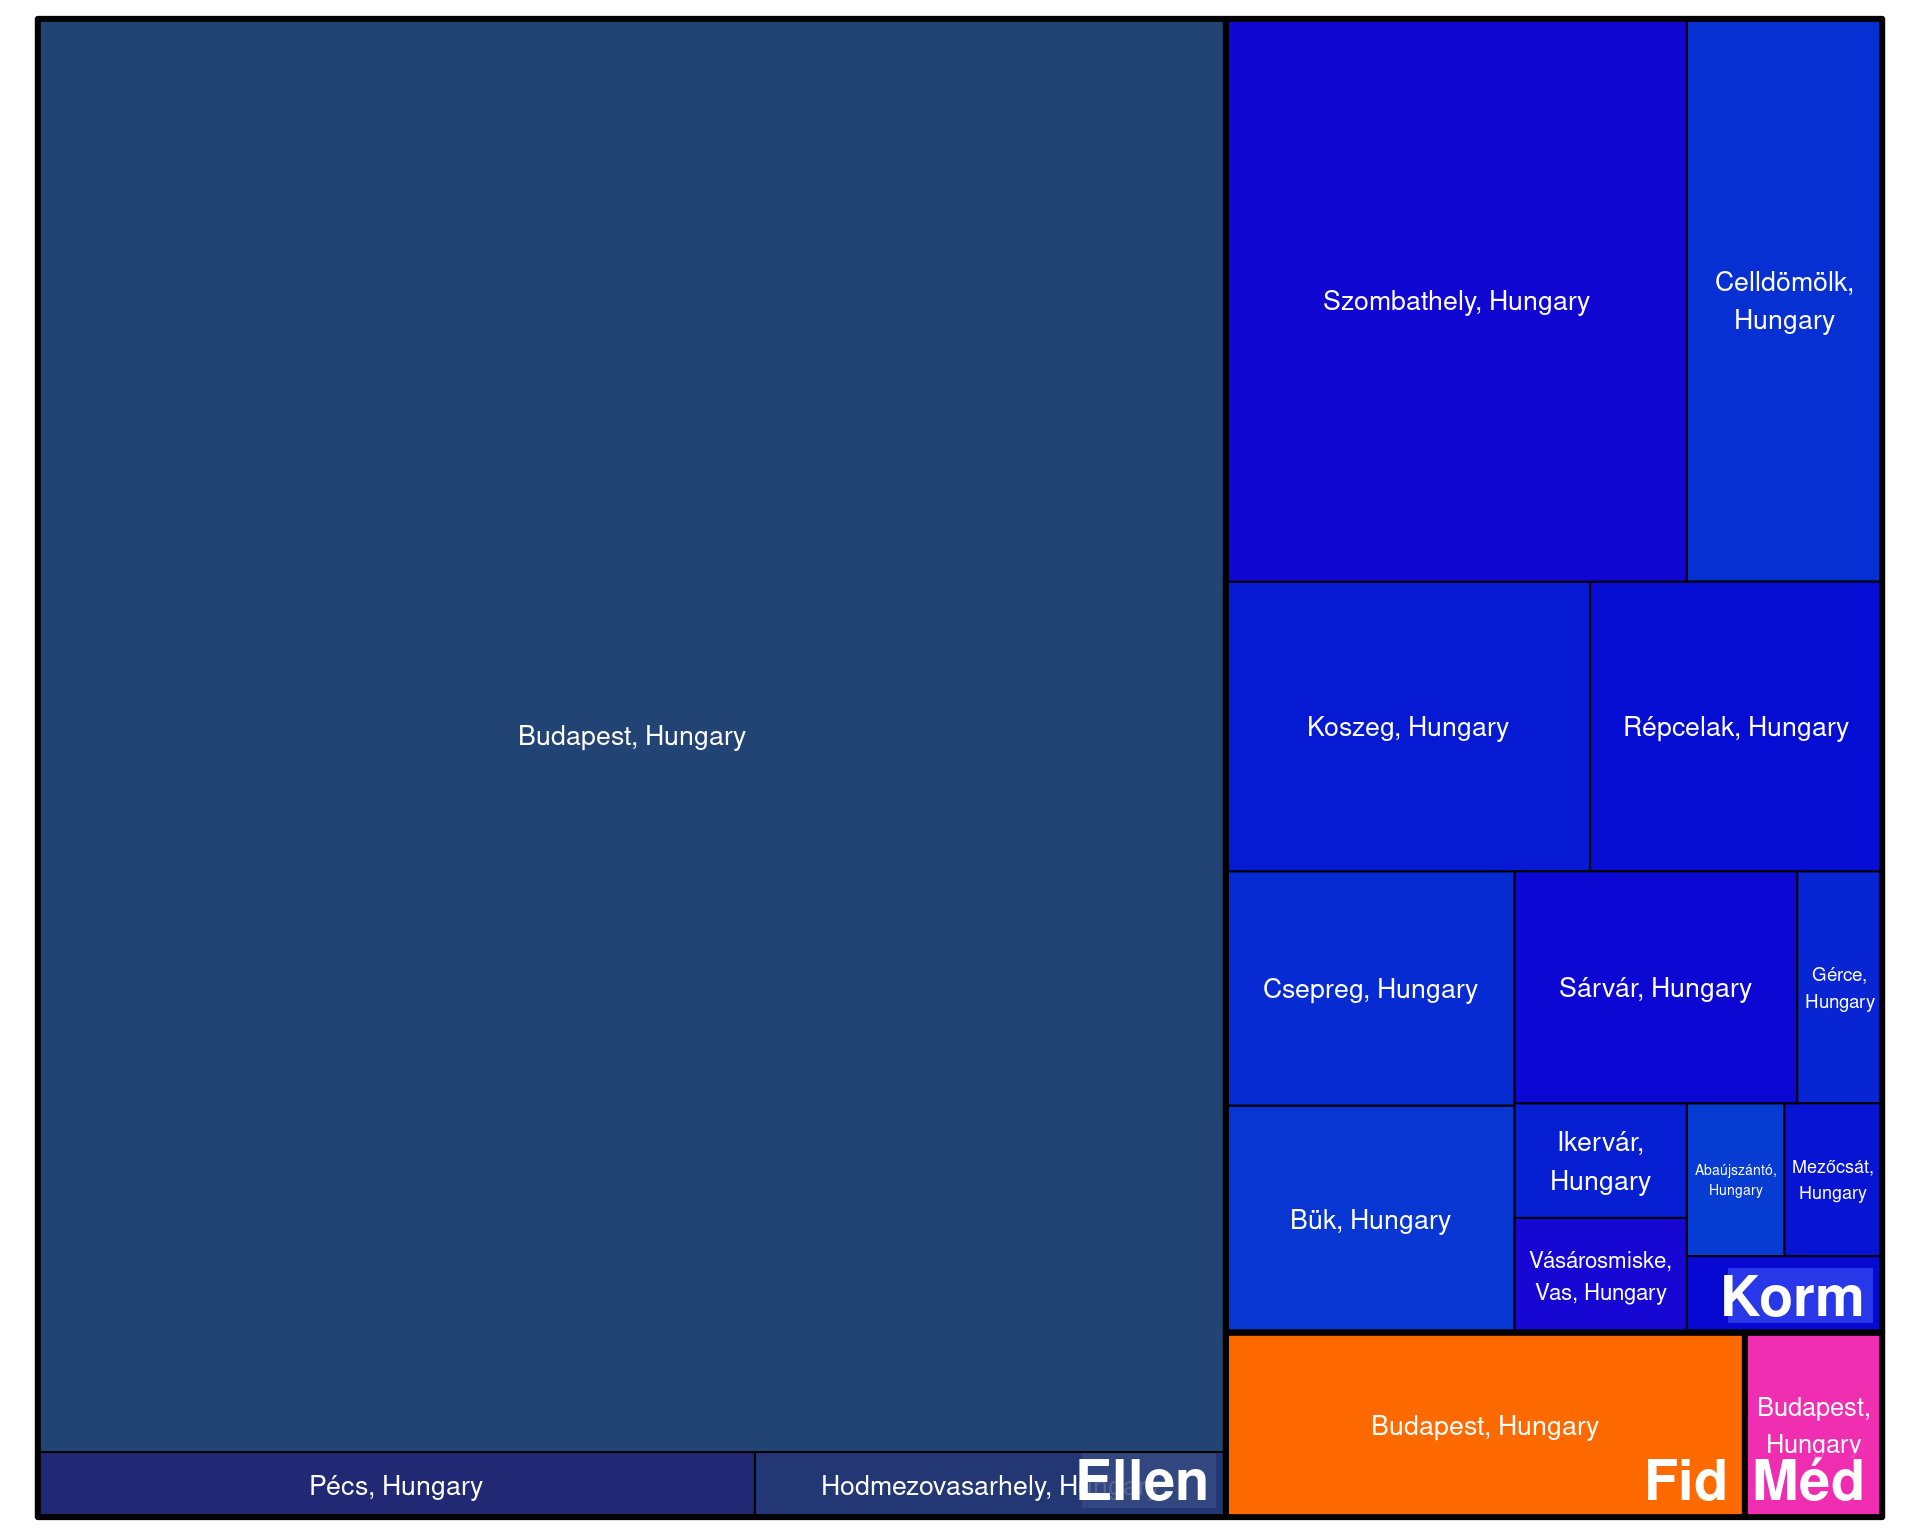 Budapest, Hungary
Pécs, Hungary
Hodmezovasarhely, Hungary
Ellen
Szombathely, Hungary
Celldömölk,
Hungary
Koszeg, Hungary
Répcelak, Hungary
Csepreg, Hungary
Sárvár, Hungary
Gérce,
Hungary
Bük, Hungary
Ikervár,
Hungary
Abaújszántó,
Hungary
Mezőcsát,
Hungary
Vásárosmiske,
Vas, Hungary
Korm
Budapest, Hungary
Fid
Budapest,
Hungary
Méd